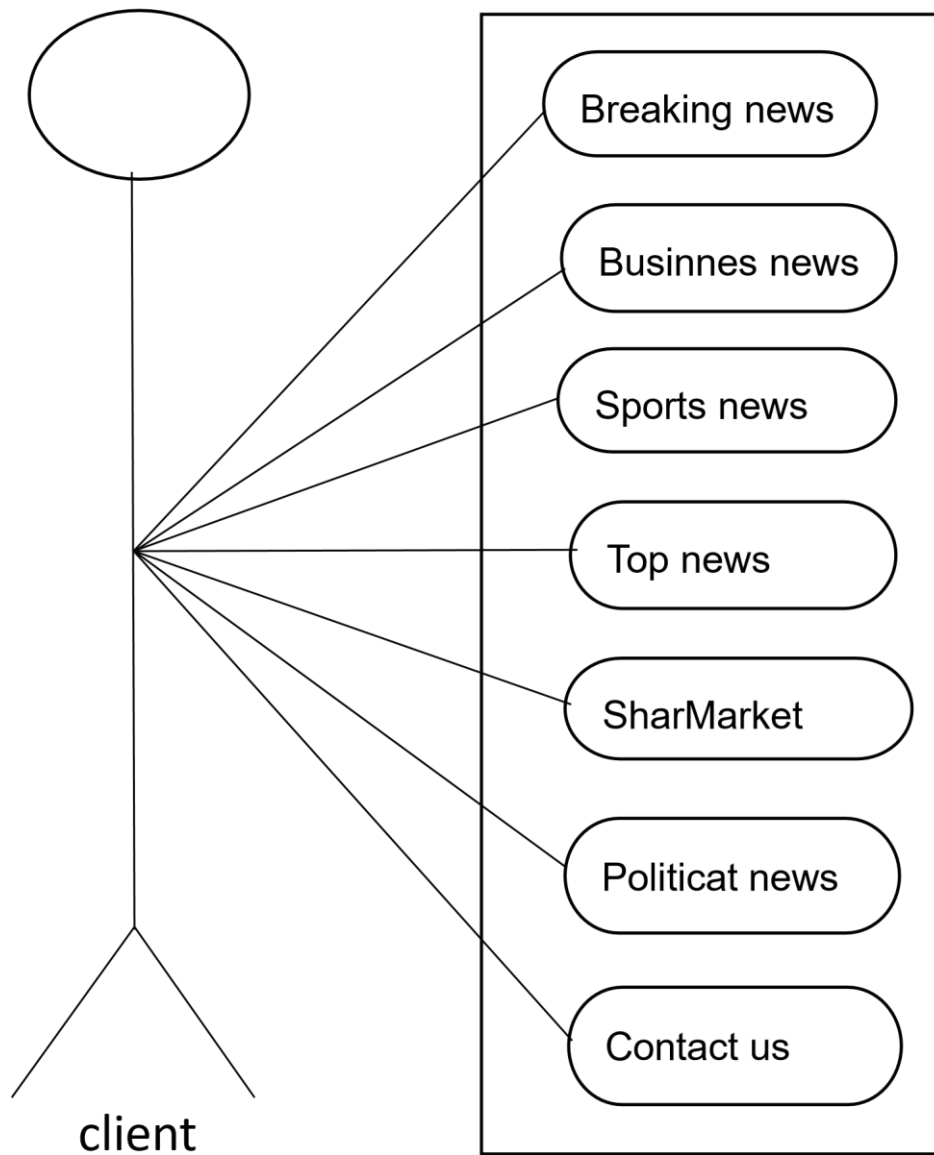 Breaking news
Businnes news
Sports news
Top news
SharMarket
Politicat news
Contact us
client